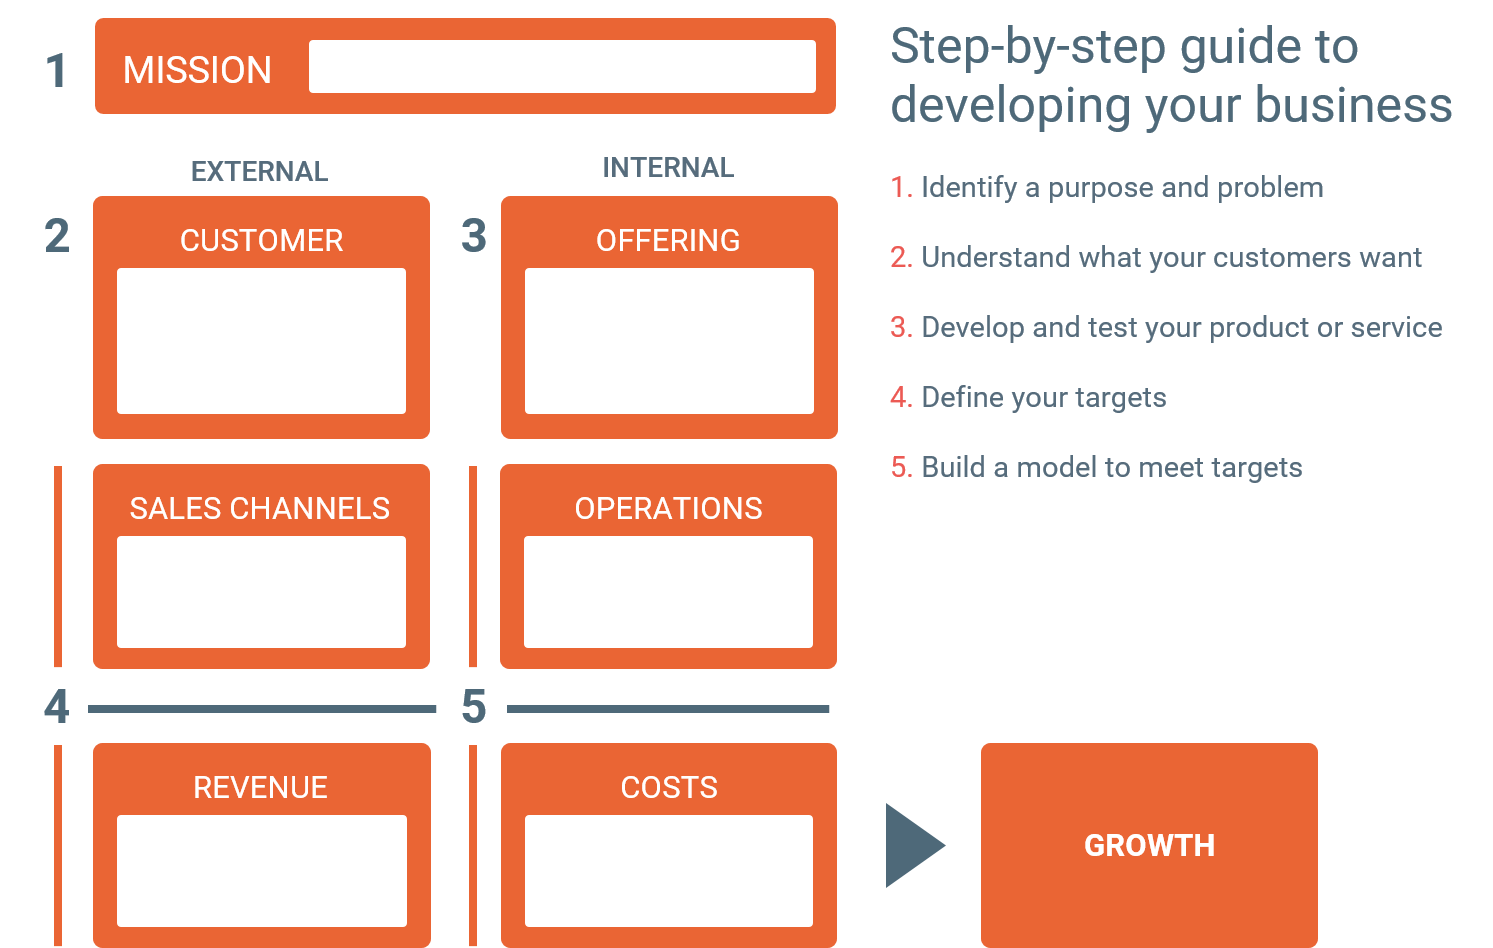 1
MISSION
EXTERNAL
INTERNAL
2
CUSTOMER
3
OFFERING
SALES CHANNELS
OPERATIONS
4
5
REVENUE
COSTS
GROWTH
Step-by-step guide to
developing your business
1. Identify a purpose and problem
2. Understand what your customers want
3. Develop and test your product or service
4. Define your targets
5. Build a model to meet targets